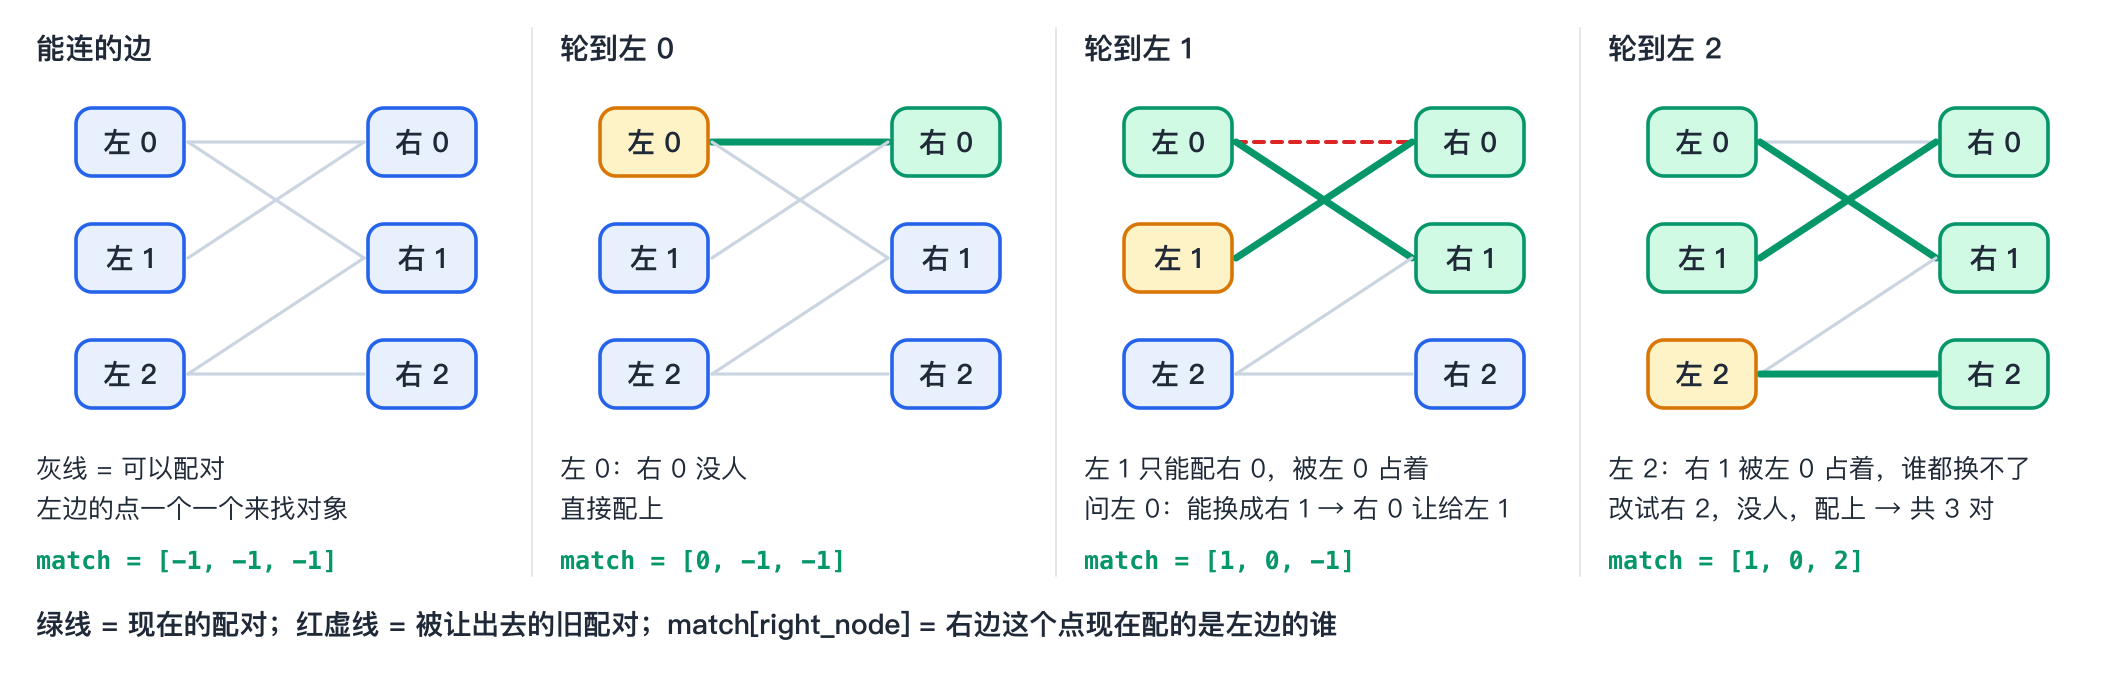 能连的边
左 0
右 0
左 1
右 1
左 2
右 2
灰线 = 可以配对
左边的点一个一个来找对象
match = [-1, -1, -1]
轮到左 0
左 0
右 0
左 1
右 1
左 2
右 2
左 0：右 0 没人
直接配上
match = [0, -1, -1]
轮到左 1
左 0
右 0
左 1
右 1
左 2
右 2
左 1 只能配右 0，被左 0 占着
问左 0：能换成右 1 → 右 0 让给左 1
match = [1, 0, -1]
轮到左 2
左 0
右 0
左 1
右 1
左 2
右 2
左 2：右 1 被左 0 占着，谁都换不了
改试右 2，没人，配上 → 共 3 对
match = [1, 0, 2]
绿线 = 现在的配对；红虚线 = 被让出去的旧配对；match[right_node] = 右边这个点现在配的是左边的谁